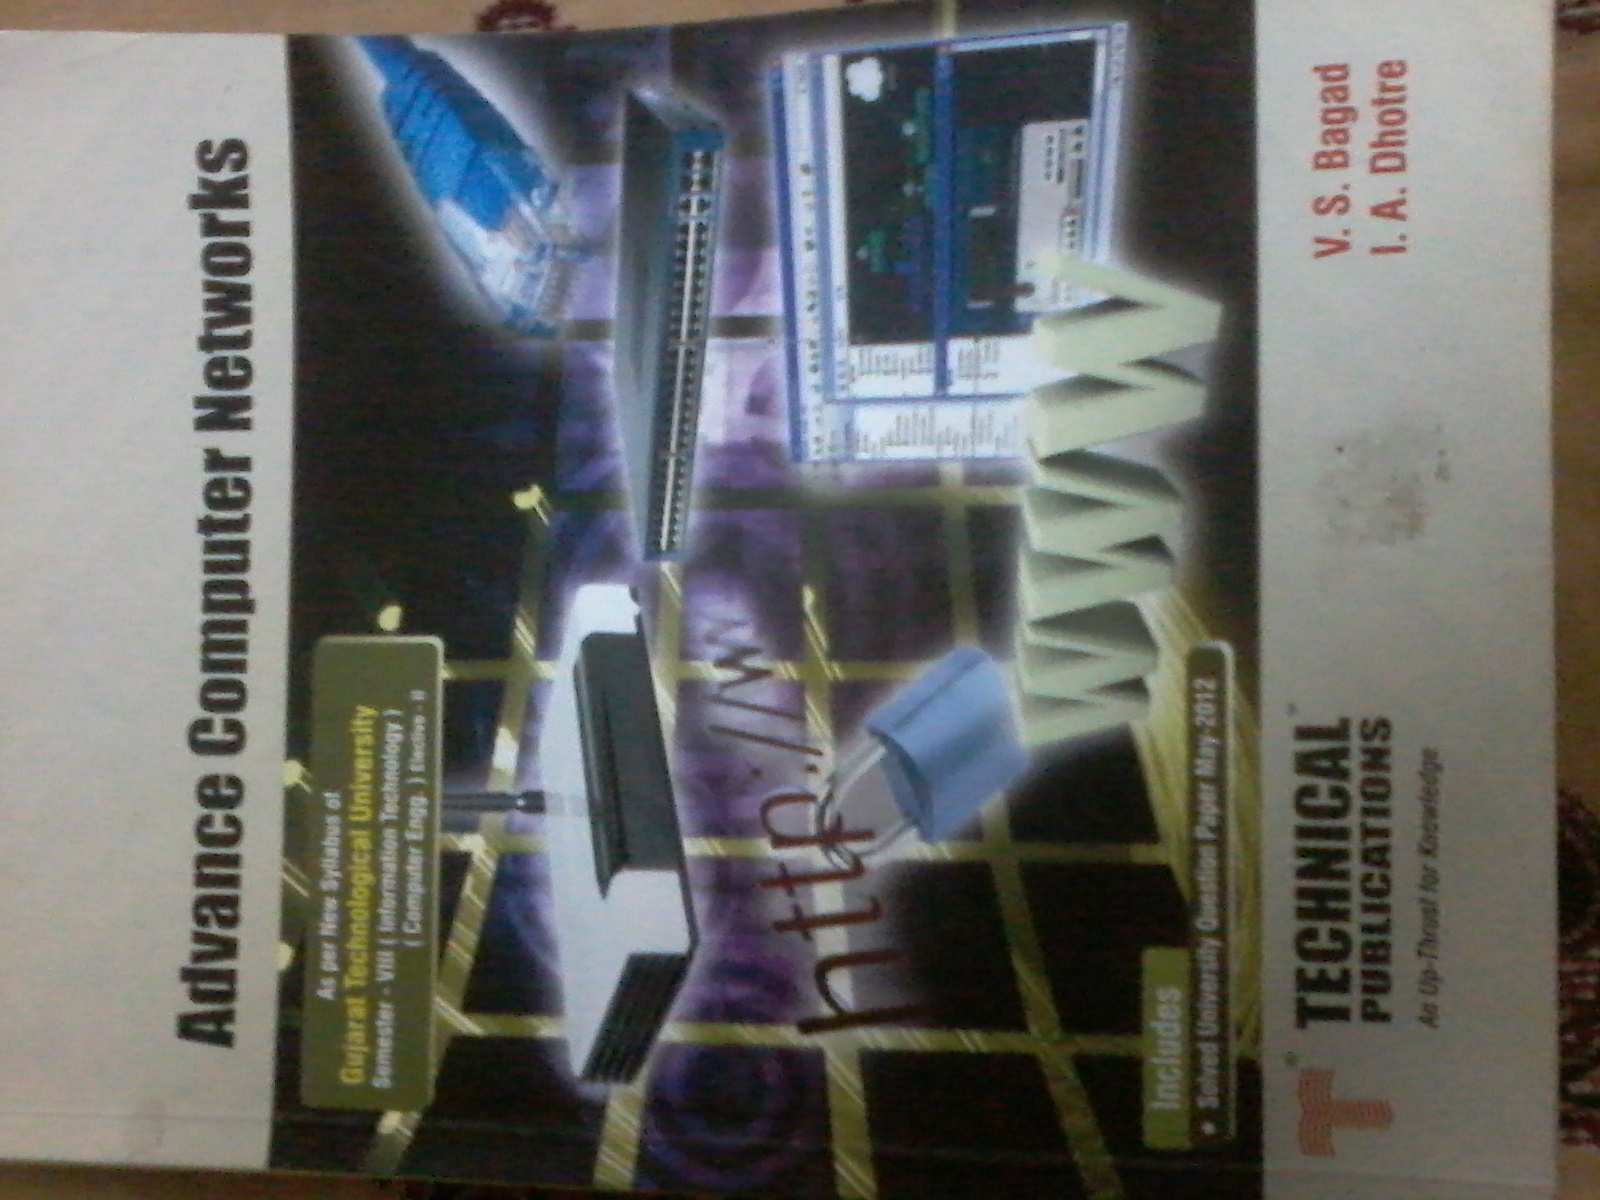 Advance Computer Networks
As per New Syllabus of
Gujarat Technological University
Semester - VIII ( Information Technology )
( Computer Engg. ) Elective - II
http://ww
www
Includes
• Solved University Question Paper May-2012
TECHNICAL
PUBLICATIONS
An Up-Thrust for Knowledge
V. S. Bagad
I. A. Dhotre